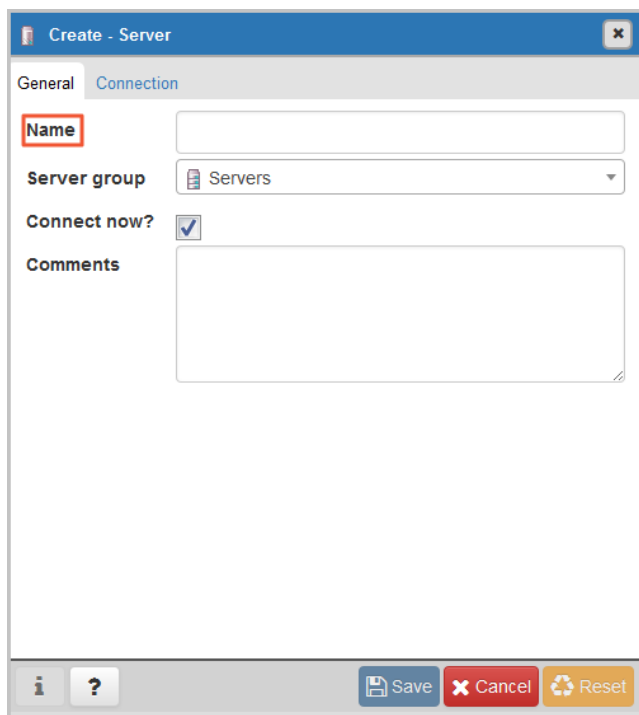 Create - Server
General Connection
Name
Server group Servers
Connect now?
Comments
i ? Save Cancel Reset